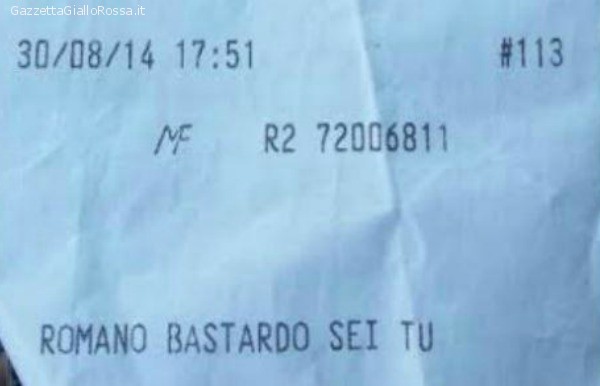 GazzettaGialloRossa.it
30/08/14 17:51 #113
MF R2 72006811
ROMANO BASTARDO SEI TU